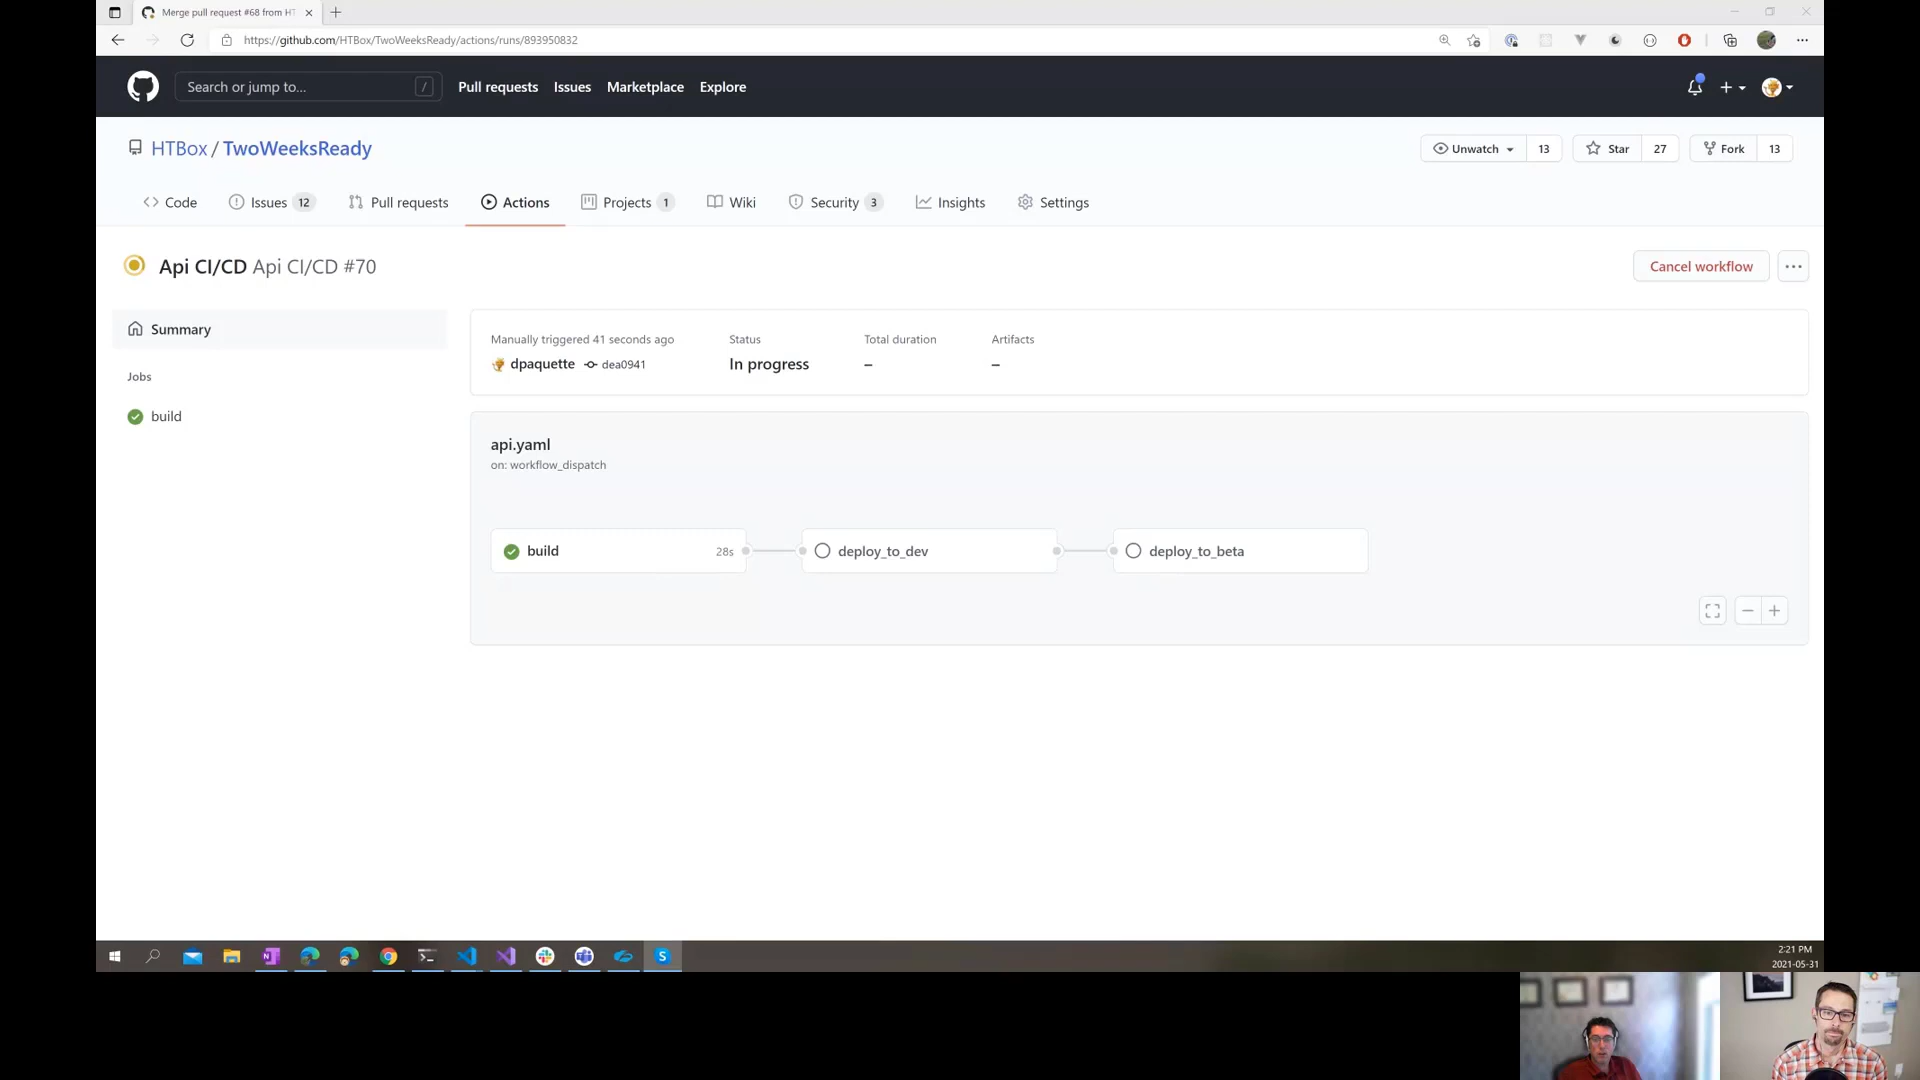 Merge pull request #68 from HT
https://github.com/HTBox/TwoWeeksReady/actions/runs/893950832
Search or jump to... /
Pull requests
Issues
Marketplace
Explore
HTBox / TwoWeeksReady
Unwatch 13
Star 27
Fork 13
Code
Issues 12
Pull requests
Actions
Projects 1
Wiki
Security 3
Insights
Settings
Api CI/CD Api CI/CD #70
Cancel workflow
Summary
Jobs
build
Manually triggered 41 seconds ago
dpaquette dea0941
Status
In progress
Total duration
–
Artifacts
–
api.yaml
on: workflow_dispatch
build 28s
deploy_to_dev
deploy_to_beta
2:21 PM
2021-05-31